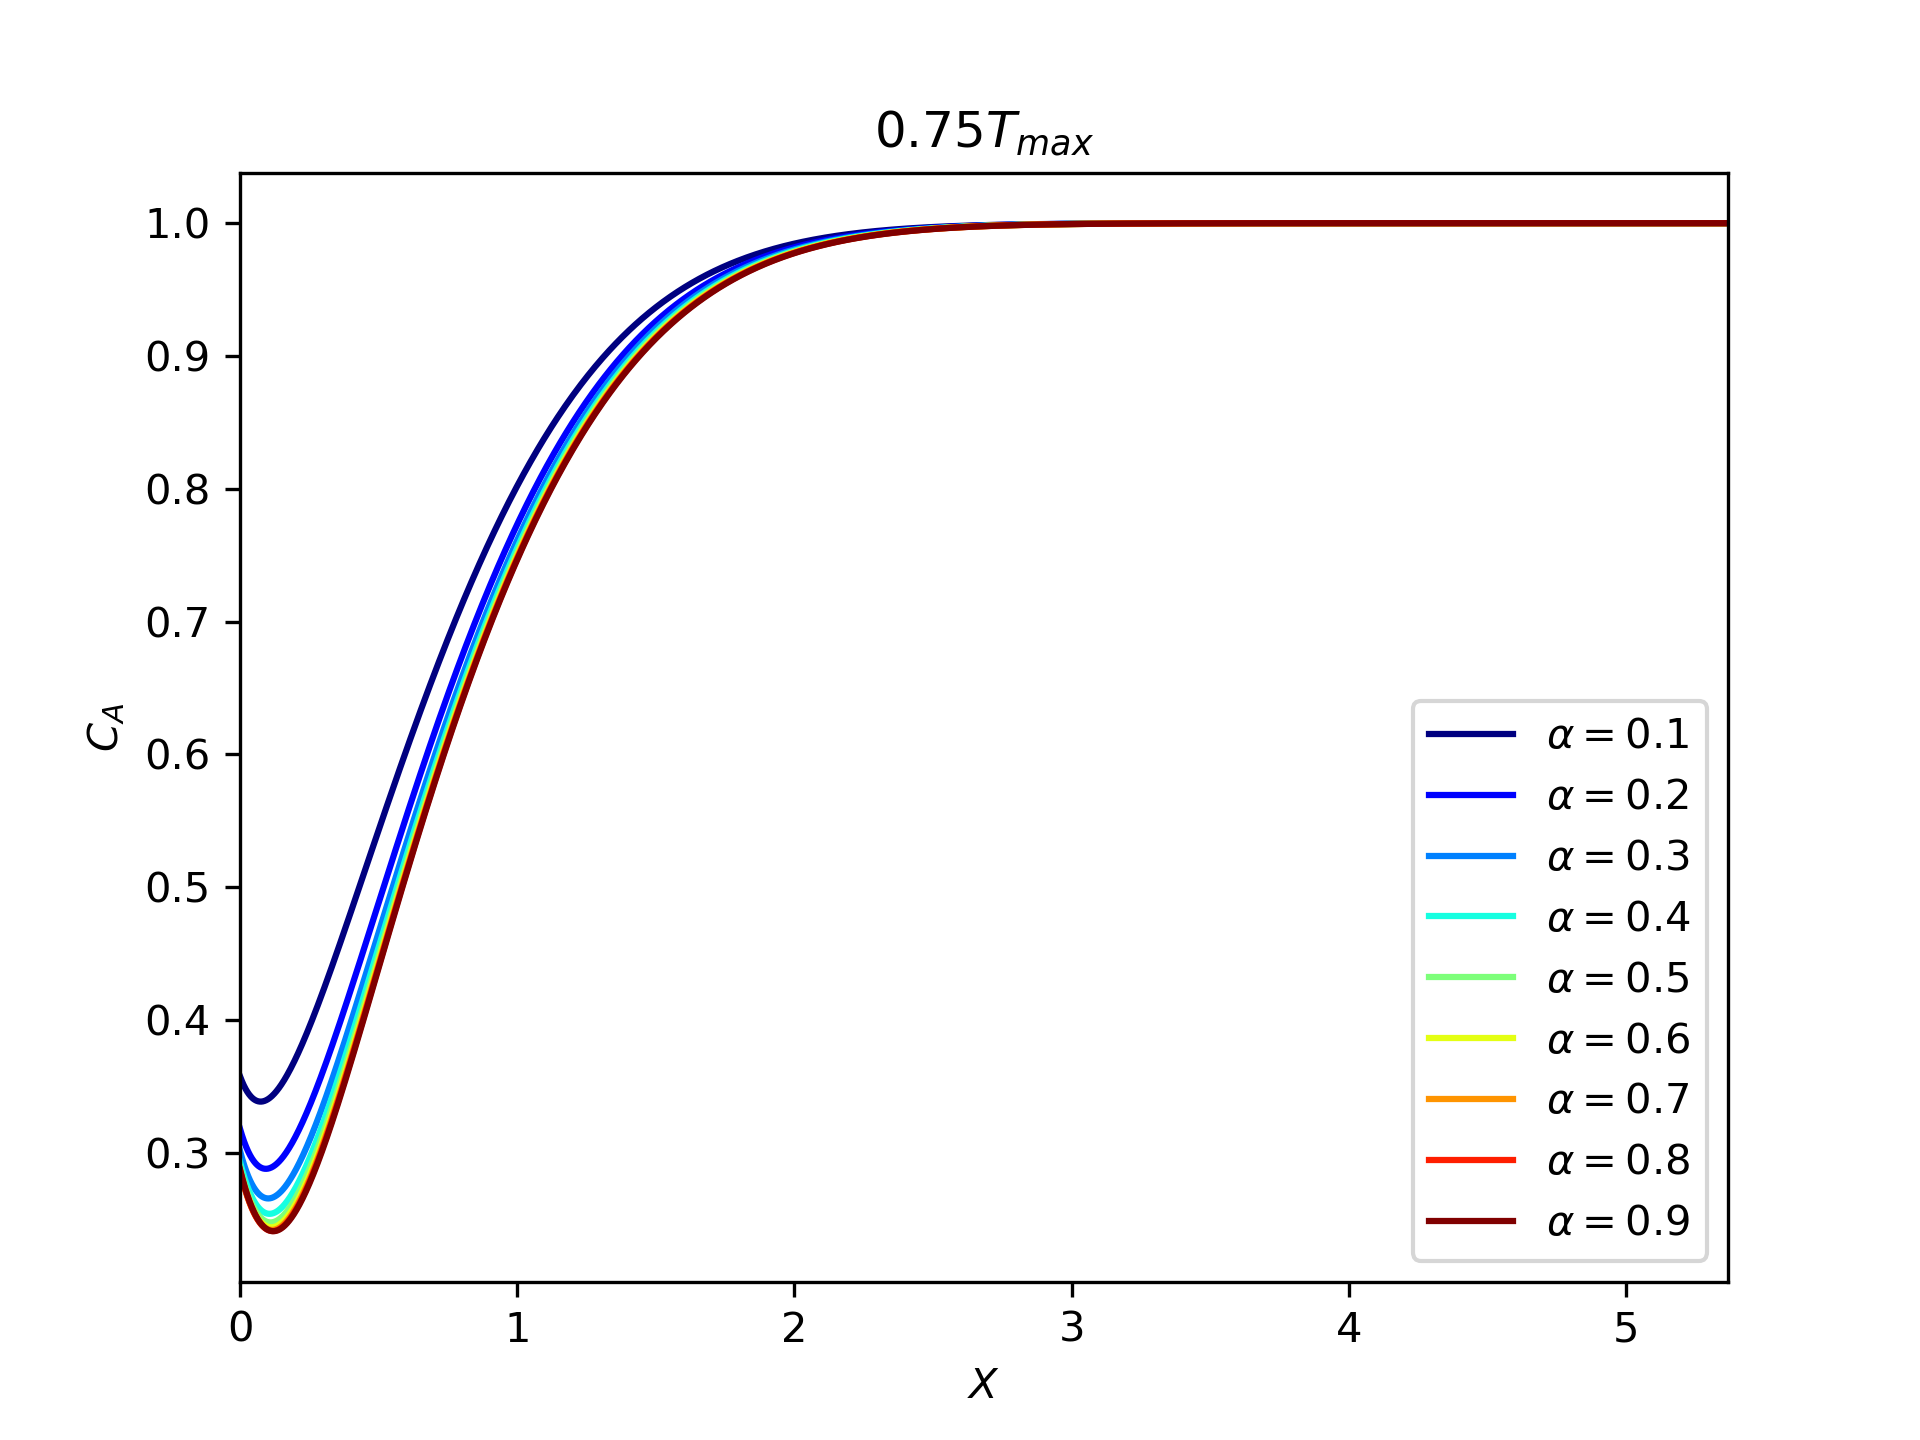 0.75T_max
1.0
0.9
0.8
0.7
0.6
0.5
0.4
0.3
C_A
0 1 2 3 4 5
X
α = 0.1
α = 0.2
α = 0.3
α = 0.4
α = 0.5
α = 0.6
α = 0.7
α = 0.8
α = 0.9